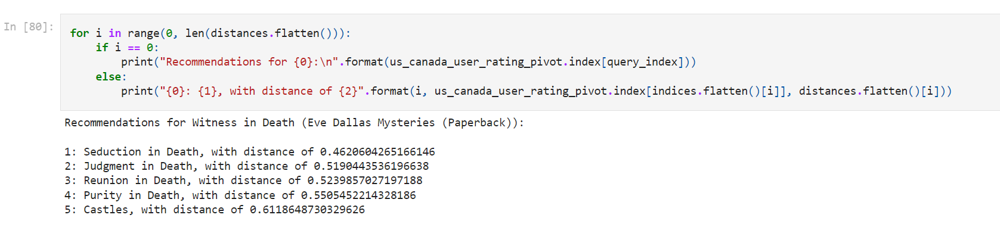 In [80]:
for i in range(0, len(distances.flatten())):
    if i == 0:
        print("Recommendations for {0}:\n".format(us_canada_user_rating_pivot.index[query_index]))
    else:
        print("{0}: {1}, with distance of {2}".format(i, us_canada_user_rating_pivot.index[indices.flatten()[i]], distances.flatten()[i]))
Recommendations for Witness in Death (Eve Dallas Mysteries (Paperback)):
1: Seduction in Death, with distance of 0.4620604265166146
2: Judgment in Death, with distance of 0.5190443536196638
3: Reunion in Death, with distance of 0.5239857027197188
4: Purity in Death, with distance of 0.5505452214328186
5: Castles, with distance of 0.6118648730329626